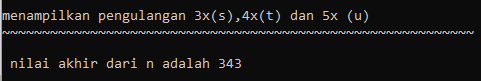 menampilkan pengulangan 3x(s),4x(t) dan 5x (u)
~~~~~~~~~~~~~~~~~~~~~~~~~~~~~~~~~~~~~~~~~~~~~~~~~~~~~~~~~~~
nilai akhir dari n adalah 343